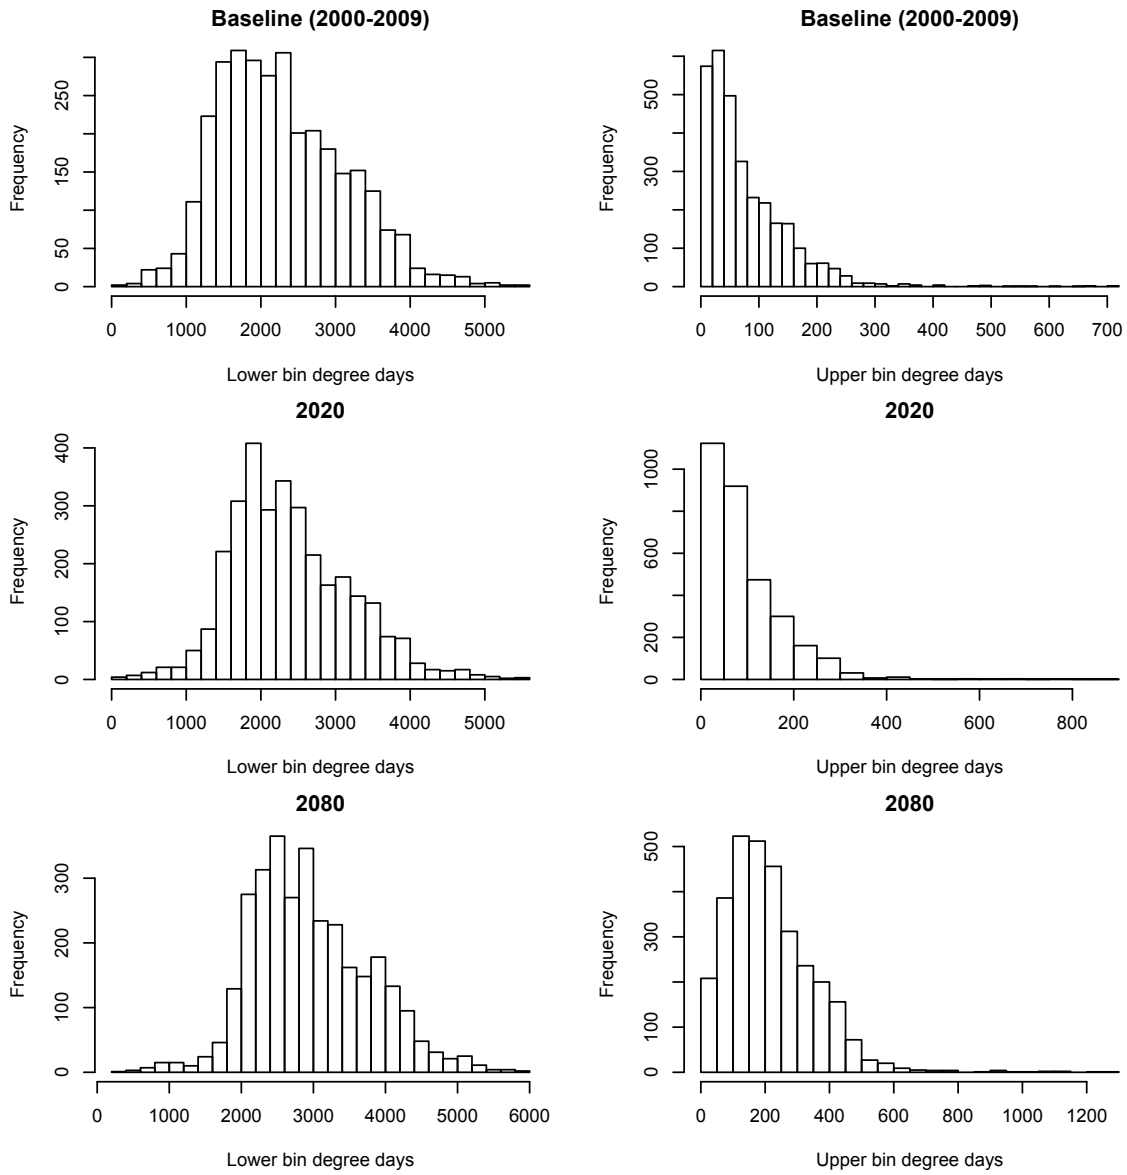 Baseline (2000-2009)
Frequency
0 50 150 250
0 1000 2000 3000 4000 5000
Lower bin degree days
Baseline (2000-2009)
Frequency
0 100 300 500
0 100 200 300 400 500 600 700
Upper bin degree days
2020
Frequency
0 100 200 300 400
0 1000 2000 3000 4000 5000
Lower bin degree days
2020
Frequency
0 200 600 1000
0 200 400 600 800
Upper bin degree days
2080
Frequency
0 100 200 300
0 1000 2000 3000 4000 5000 6000
Lower bin degree days
2080
Frequency
0 100 300 500
0 200 400 600 800 1000 1200
Upper bin degree days